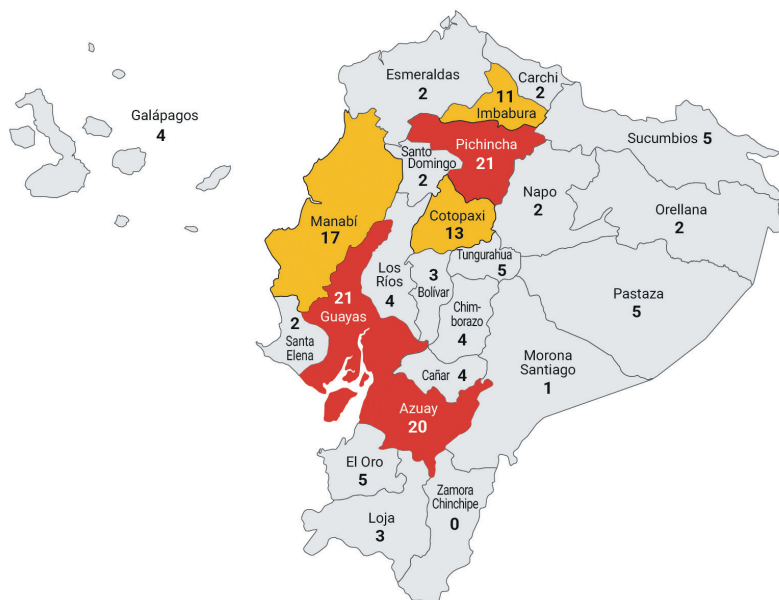 Esmeraldas
2
Carchi
2
11
Imbabura
Galápagos
4
Pichincha
21
Sucumbios 5
Santo
Domingo
2
Napo
2
Orellana
2
Manabí
17
Cotopaxi
13
Tungurahua
5
Los
Ríos
4
3
Bolívar
Pastaza
5
21
Guayas
2
Santa
Elena
Chim-
borazo
4
Morona
Santiago
1
Cañar 4
Azuay
20
El Oro
5
Zamora
Chinchipe
0
Loja
3